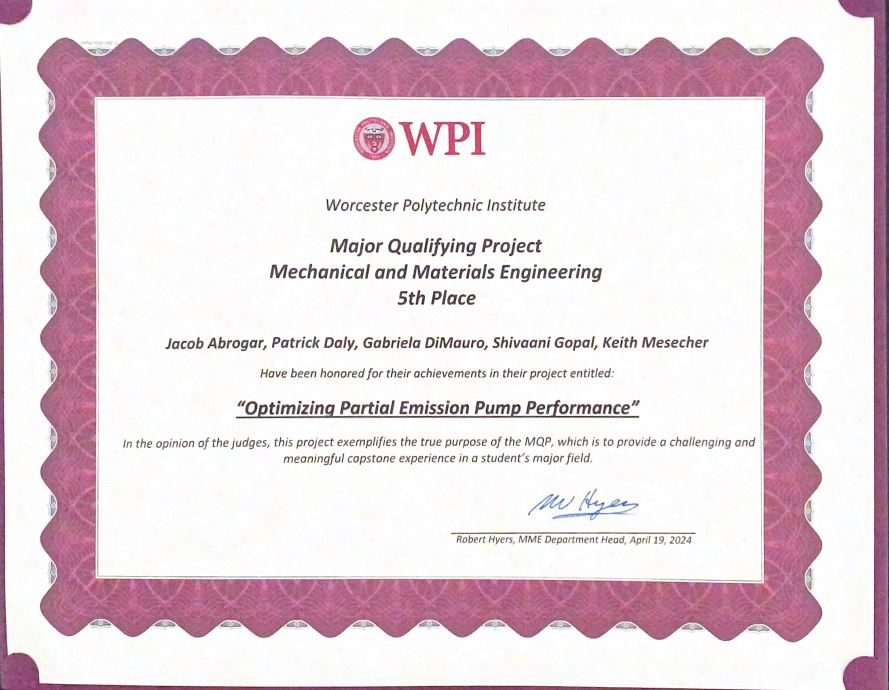 WPI
Worcester Polytechnic Institute
Major Qualifying Project
Mechanical and Materials Engineering
5th Place
Jacob Abrogar, Patrick Daly, Gabriela DiMauro, Shivaani Gopal, Keith Mesecher
Have been honored for their achievements in their project entitled:
“Optimizing Partial Emission Pump Performance”
In the opinion of the judges, this project exemplifies the true purpose of the MQP, which is to provide a challenging and
meaningful capstone experience in a student’s major field.
Robert Hyers, MME Department Head, April 19, 2024